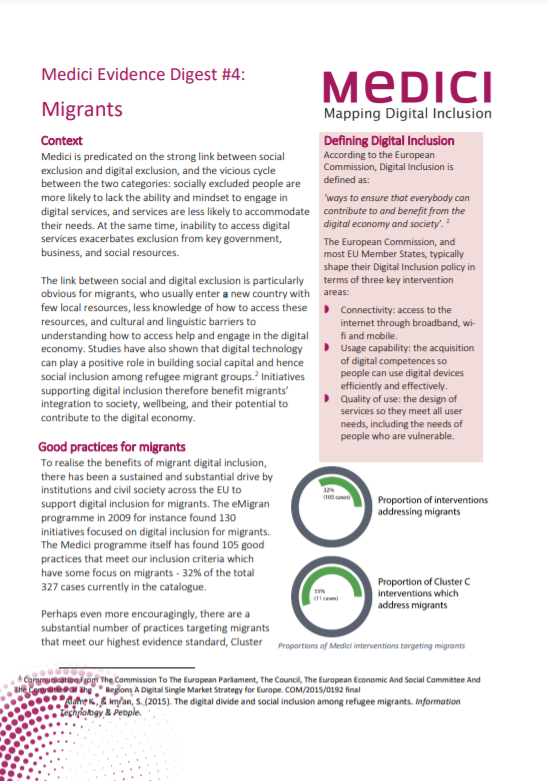 Medici Evidence Digest #4:
Migrants
MEDICI
Mapping Digital Inclusion
Context
Medici is predicated on the strong link between social
exclusion and digital exclusion, and the vicious cycle
between the two categories: socially excluded people are
more likely to lack the ability and mindset to engage in
digital services, and services are less likely to accommodate
their needs. At the same time, inability to access digital
services exacerbates exclusion from key government,
business, and social resources.
The link between social and digital exclusion is particularly
obvious for migrants, who usually enter a new country with
few local resources, less knowledge of how to access these
resources, and cultural and linguistic barriers to
understanding how to access help and engage in the digital
economy. Studies have also shown that digital technology
can play a positive role in building social capital and hence
social inclusion among refugee migrant groups.2 Initiatives
supporting digital inclusion therefore benefit migrants'
integration to society, wellbeing, and their potential to
contribute to the digital economy.
Good practices for migrants
To realise the benefits of migrant digital inclusion,
there has been a sustained and substantial drive by
institutions and civil society across the EU to
support digital inclusion for migrants. The eMigran
programme in 2009 for instance found 130
initiatives focused on digital inclusion for migrants.
The Medici programme itself has found 105 good
practices that meet our inclusion criteria which
have some focus on migrants - 32% of the total
327 cases currently in the catalogue.
Perhaps even more encouragingly, there are a
substantial number of practices targeting migrants
that meet our highest evidence standard, Cluster
Defining Digital Inclusion
According to the European
Commission, Digital Inclusion is
defined as:
'ways to ensure that everybody can
contribute to and benefit from the
digital economy and society'. 1
The European Commission, and
most EU Member States, typically
shape their Digital Inclusion policy in
terms of three key intervention
areas:
Connectivity: access to the
internet through broadband, wi-
fi and mobile.
Usage capability: the acquisition
of digital competences so
people can use digital devices
efficiently and effectively.
Quality of use: the design of
services so they meet all user
needs, including the needs of
people who are vulnerable.
32%
(105 cases)
Proportion of interventions
addressing migrants
55%
(11 cases)
Proportion of Cluster C
interventions which
address migrants
Proportions of Medici interventions targeting migrants
1 Communication From The Commission To The European Parliament, The Council, The European Economic And Social Committee And
The Committee Of The Regions A Digital Single Market Strategy for Europe. COM/2015/0192 final
Alam, K., & Imran, S. (2015). The digital divide and social inclusion among refugee migrants. Information
Technology & People.